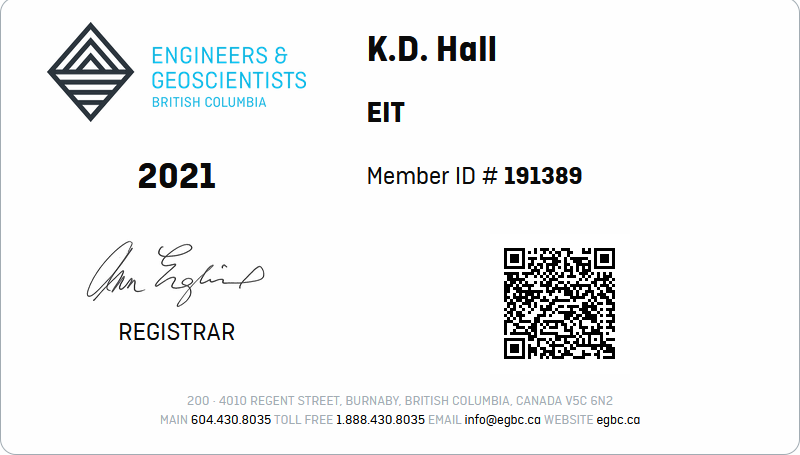 ENGINEERS &
GEOSCIENTISTS
BRITISH COLUMBIA
K.D. Hall
EIT
2021
Member ID # 191389
Ann English
REGISTRAR
200 · 4010 REGENT STREET, BURNABY, BRITISH COLUMBIA, CANADA V5C 6N2
MAIN 604.430.8035 TOLL FREE 1.888.430.8035 EMAIL info@egbc.ca WEBSITE egbc.ca